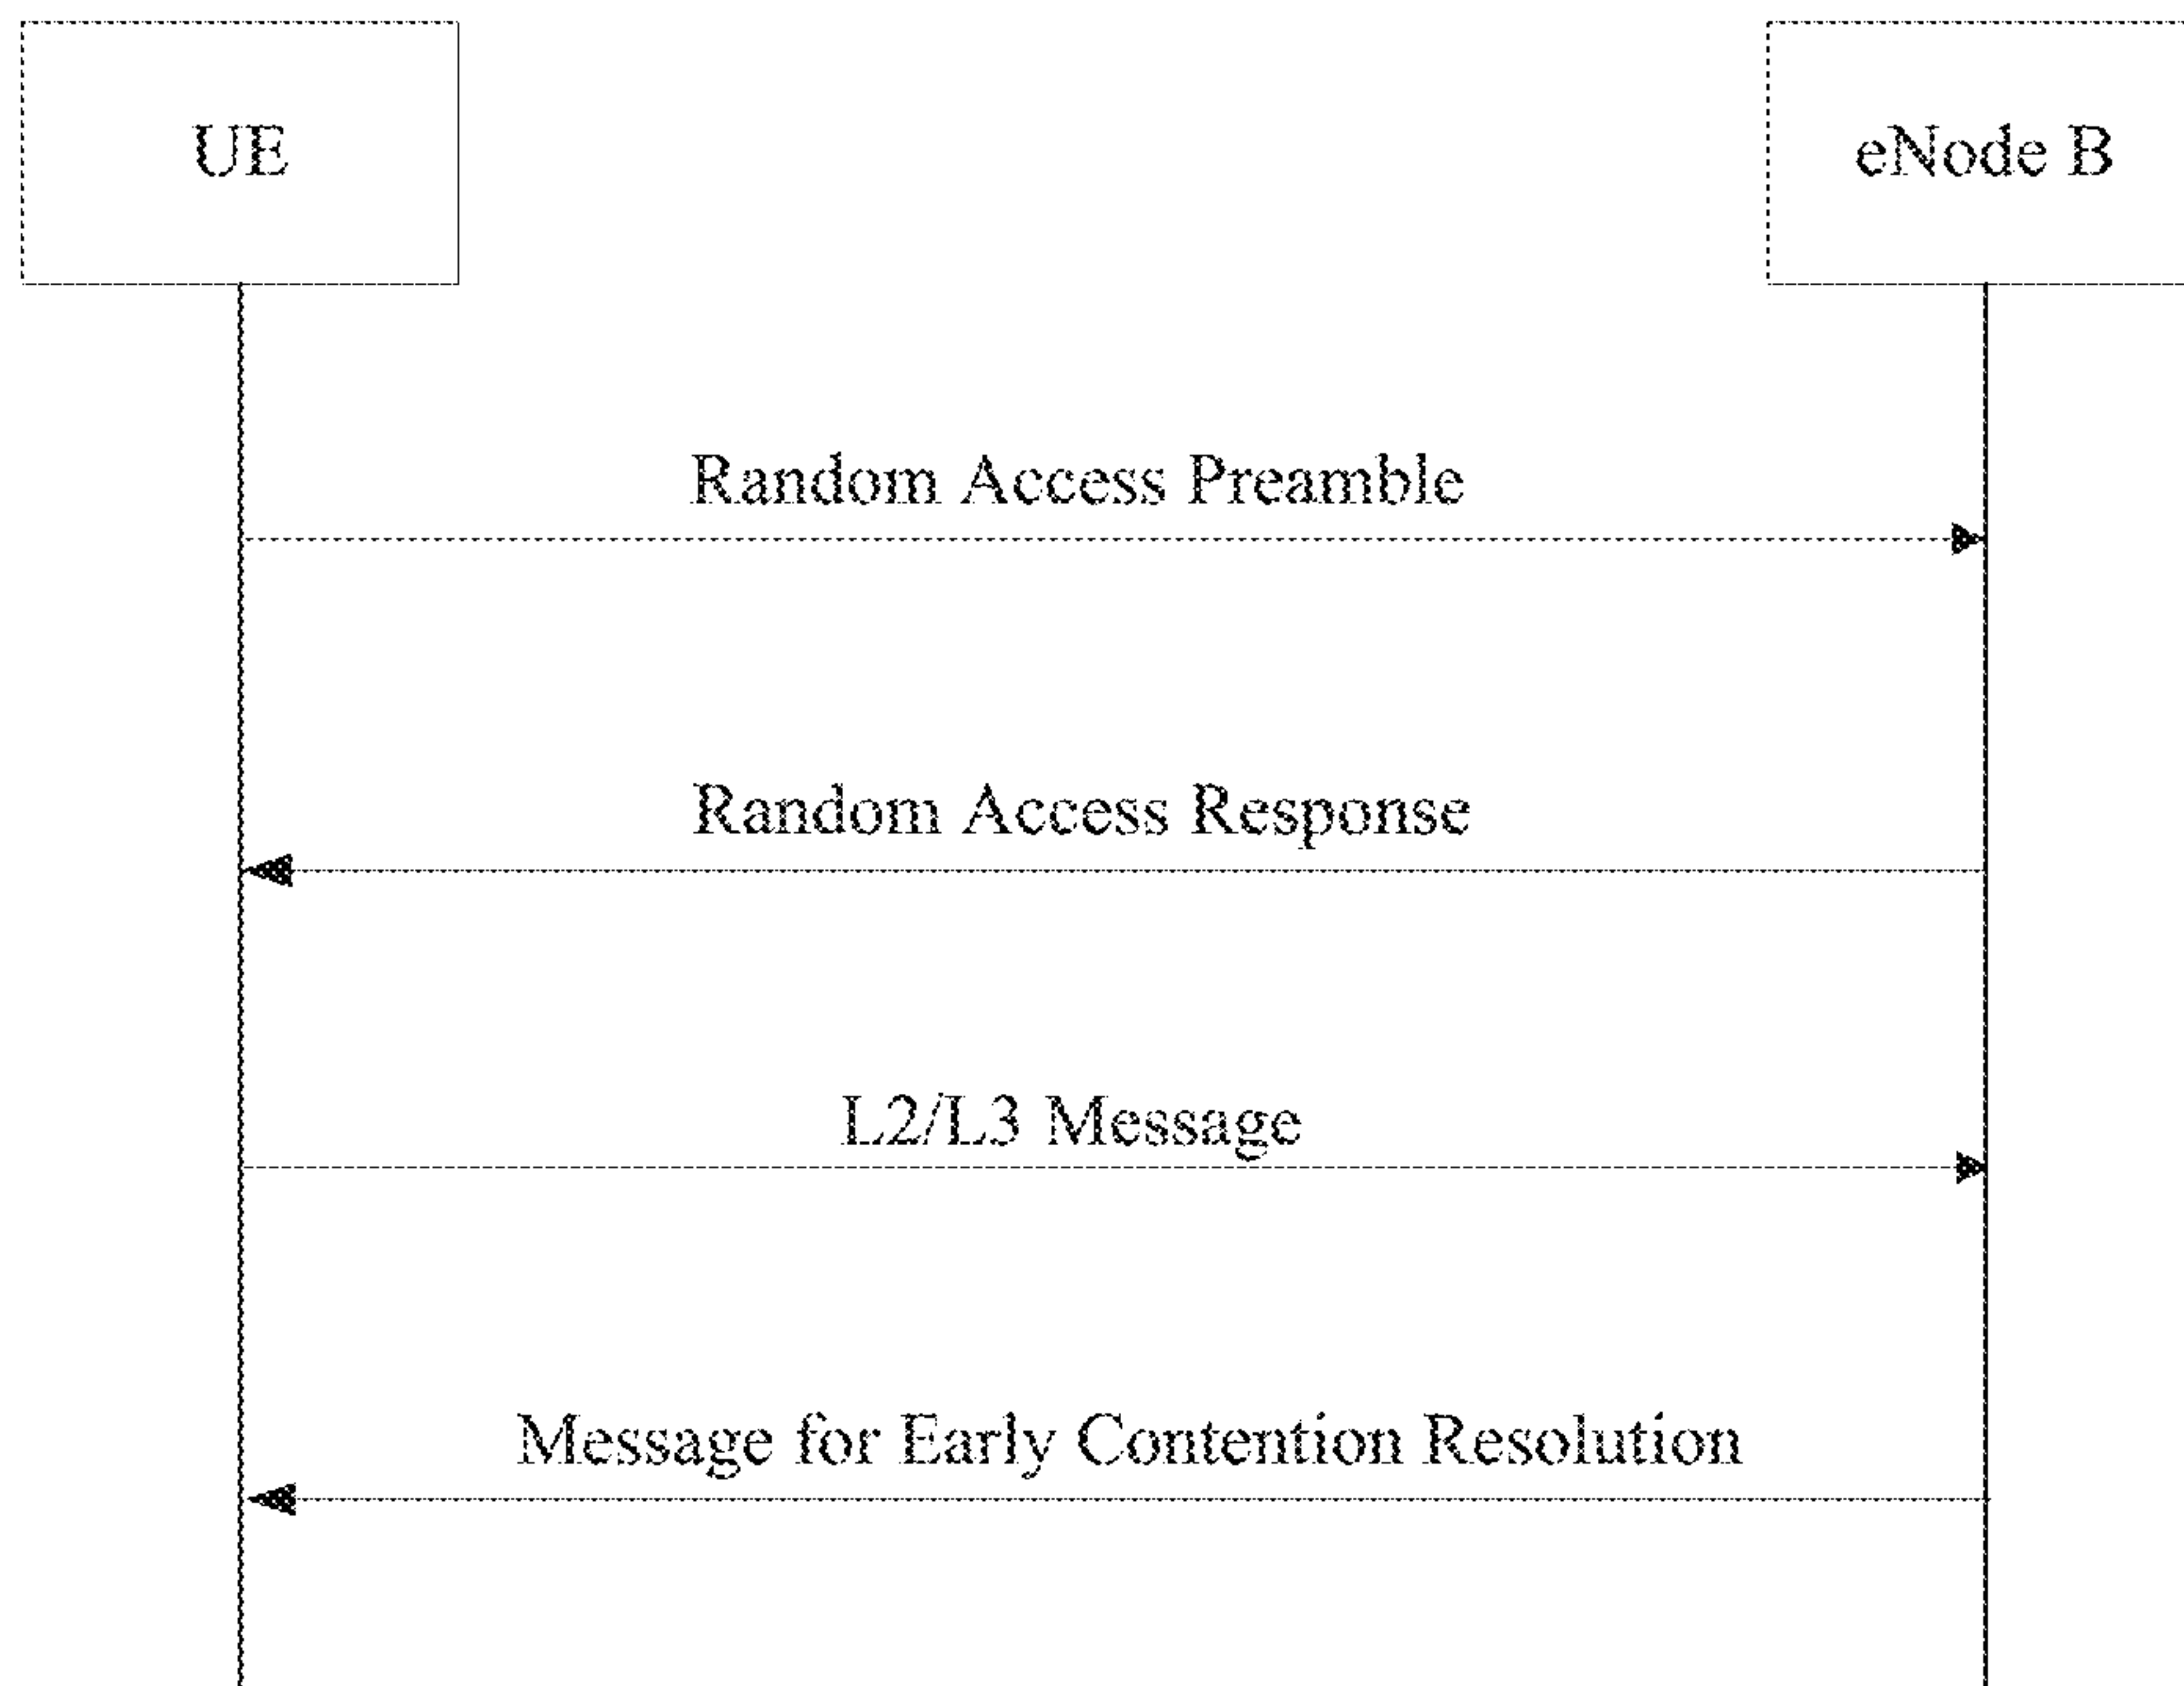 UE
eNode B
Random Access Preamble
Random Access Response
L2/L3 Message
Message for Early Contention Resolution